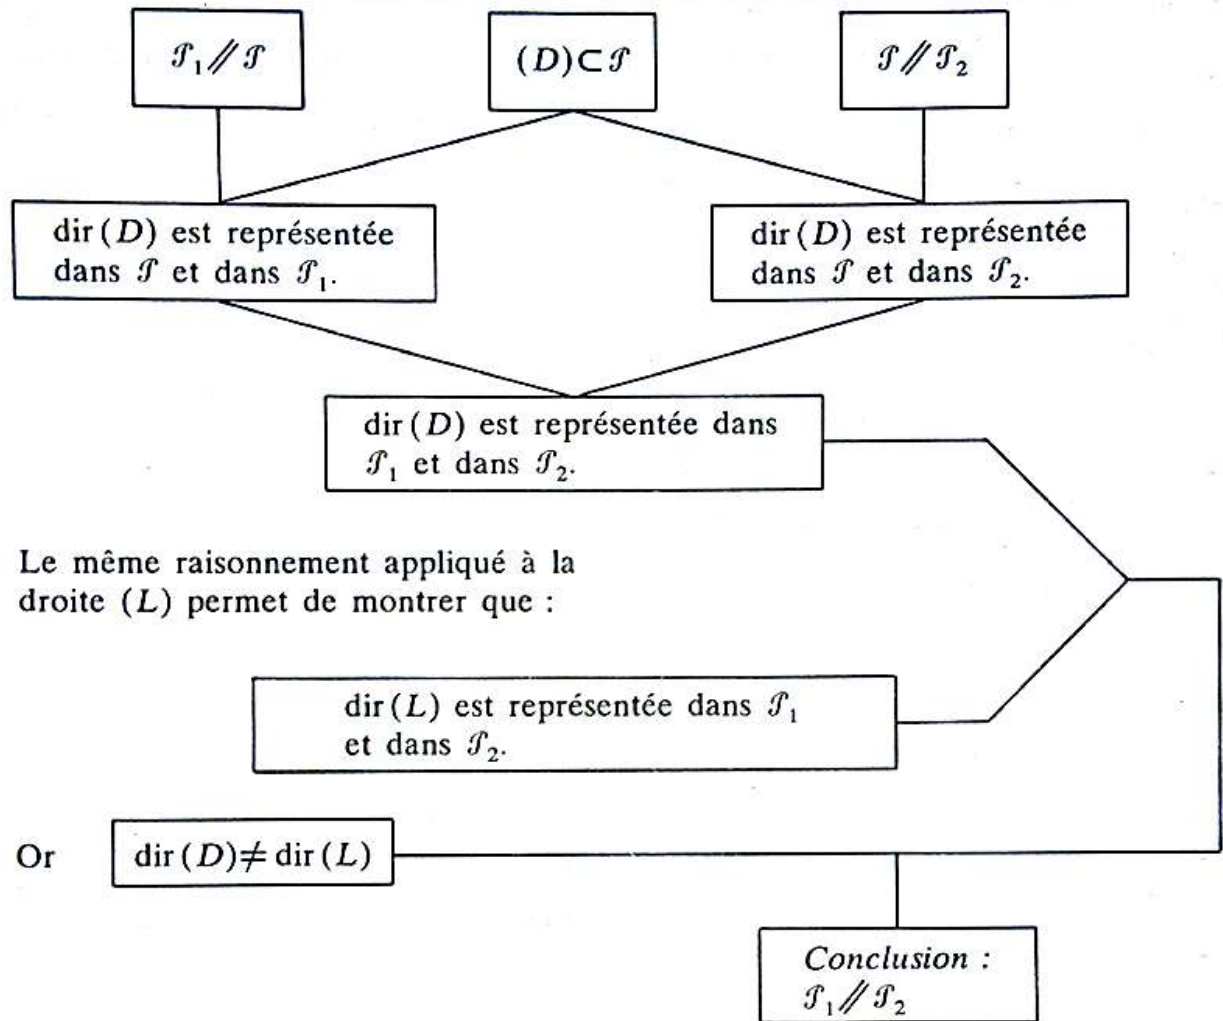 𝒫₁ ⫽ 𝒫
(D)⊂𝒫
𝒫 ⫽ 𝒫₂
dir(D) est représentée
dans 𝒫 et dans 𝒫₁.
dir(D) est représentée
dans 𝒫 et dans 𝒫₂.
dir(D) est représentée dans
𝒫₁ et dans 𝒫₂.
Le même raisonnement appliqué à la
droite (L) permet de montrer que :
dir(L) est représentée dans 𝒫₁
et dans 𝒫₂.
Or
dir(D)≠ dir(L)
Conclusion :
𝒫₁ ⫽ 𝒫₂